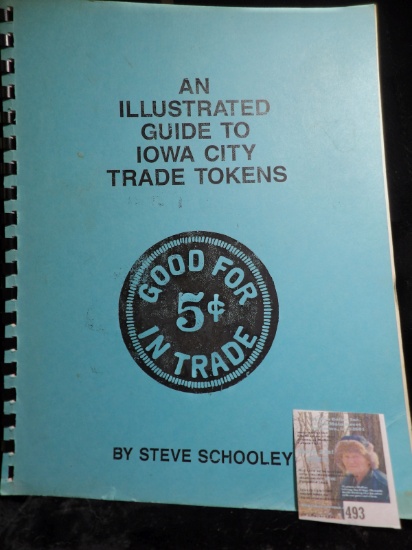 AN
ILLUSTRATED
GUIDE TO
IOWA CITY
TRADE TOKENS
GOOD FOR
5¢
IN TRADE
BY STEVE SCHOOLEY
493